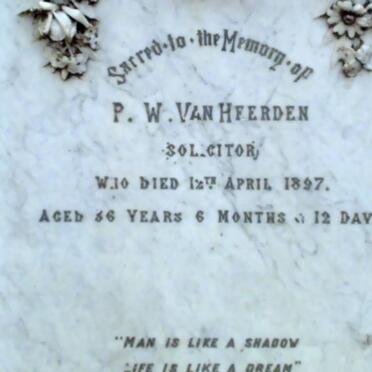 Sacred to the Memory of
P. W. VAN HEERDEN
SOLICITOR
WHO DIED 12TH APRIL 1897.
AGED 36 YEARS 6 MONTHS & 12 DAY
"MAN IS LIKE A SHADOW
LIFE IS LIKE A DREAM"